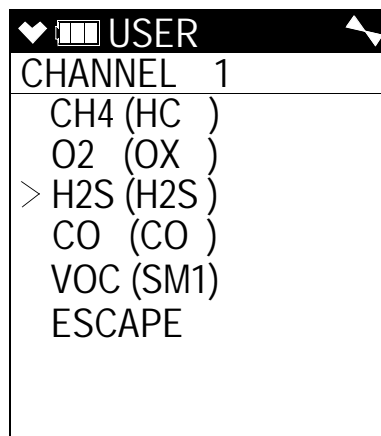 USER
CHANNEL 1
CH4 (HC )
O2 (OX )
> H2S (H2S )
CO (CO )
VOC (SM1)
ESCAPE